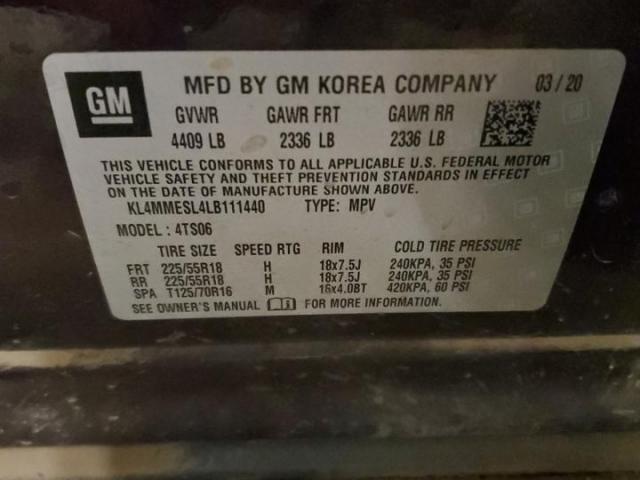 GM
MFD BY GM KOREA COMPANY 03/20
GVWR GAWR FRT GAWR RR
4409 LB 2336 LB 2336 LB
THIS VEHICLE CONFORMS TO ALL APPLICABLE U.S. FEDERAL MOTOR
VEHICLE SAFETY AND THEFT PREVENTION STANDARDS IN EFFECT
ON THE DATE OF MANUFACTURE SHOWN ABOVE.
KL4MMESL4LB111440 TYPE: MPV
MODEL: 4TS06
TIRE SIZE SPEED RTG RIM COLD TIRE PRESSURE
FRT 225/55R18 H 18x7.5J 240KPA, 35 PSI
RR 225/55R18 H 18x7.5J 240KPA, 35 PSI
SPA T125/70R16 M 16x4.0BT 420KPA, 60 PSI
SEE OWNER'S MANUAL FOR MORE INFORMATION.